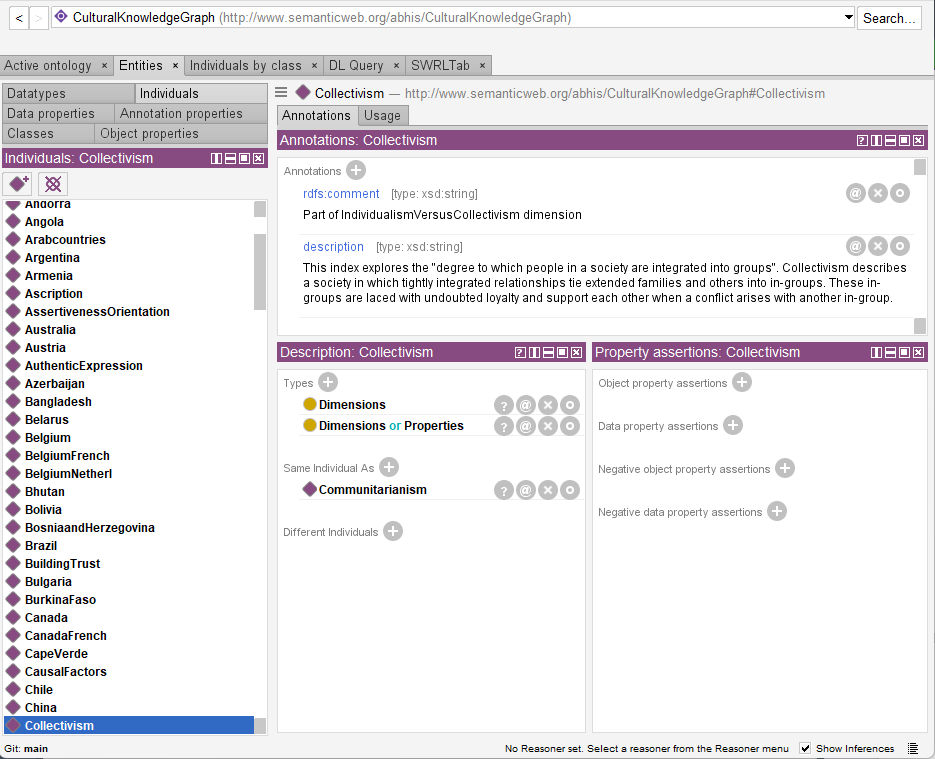 < > CulturalKnowledgeGraph (http://www.semanticweb.org/abhis/CulturalKnowledgeGraph) Search...
Active ontology × Entities × Individuals by class × DL Query × SWRLTab ×
Datatypes Individuals
Data properties Annotation properties
Classes Object properties
Individuals: Collectivism
Andorra
Angola
Arabcountries
Argentina
Armenia
Ascription
AssertivenessOrientation
Australia
Austria
AuthenticExpression
Azerbaijan
Bangladesh
Belarus
Belgium
BelgiumFrench
BelgiumNetherl
Bhutan
Bolivia
BosniaandHerzegovina
Brazil
BuildingTrust
Bulgaria
BurkinaFaso
Canada
CanadaFrench
CapeVerde
CausalFactors
Chile
China
Collectivism
Collectivism — http://www.semanticweb.org/abhis/CulturalKnowledgeGraph#Collectivism
Annotations Usage
Annotations: Collectivism
Annotations
rdfs:comment [type: xsd:string]
Part of IndividualismVersusCollectivism dimension
description [type: xsd:string]
This index explores the "degree to which people in a society are integrated into groups". Collectivism describes
a society in which tightly integrated relationships tie extended families and others into in-groups. These in-
groups are laced with undoubted loyalty and support each other when a conflict arises with another in-group.
Description: Collectivism
Types
Dimensions
Dimensions or Properties
Same Individual As
Communitarianism
Different Individuals
Property assertions: Collectivism
Object property assertions
Data property assertions
Negative object property assertions
Negative data property assertions
Git: main
No Reasoner set. Select a reasoner from the Reasoner menu Show Inferences